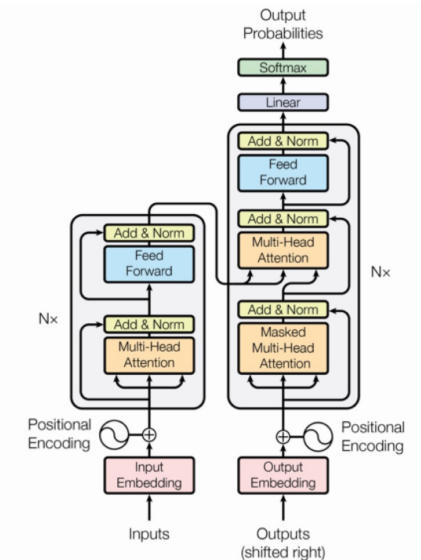 Output
Probabilities
Softmax
Linear
Add & Norm
Feed
Forward
Add & Norm
Multi-Head
Attention
Nx
Add & Norm
Masked
Multi-Head
Attention
Positional
Encoding
Output
Embedding
Outputs
(shifted right)
Add & Norm
Feed
Forward
Nx
Add & Norm
Multi-Head
Attention
Positional
Encoding
Input
Embedding
Inputs